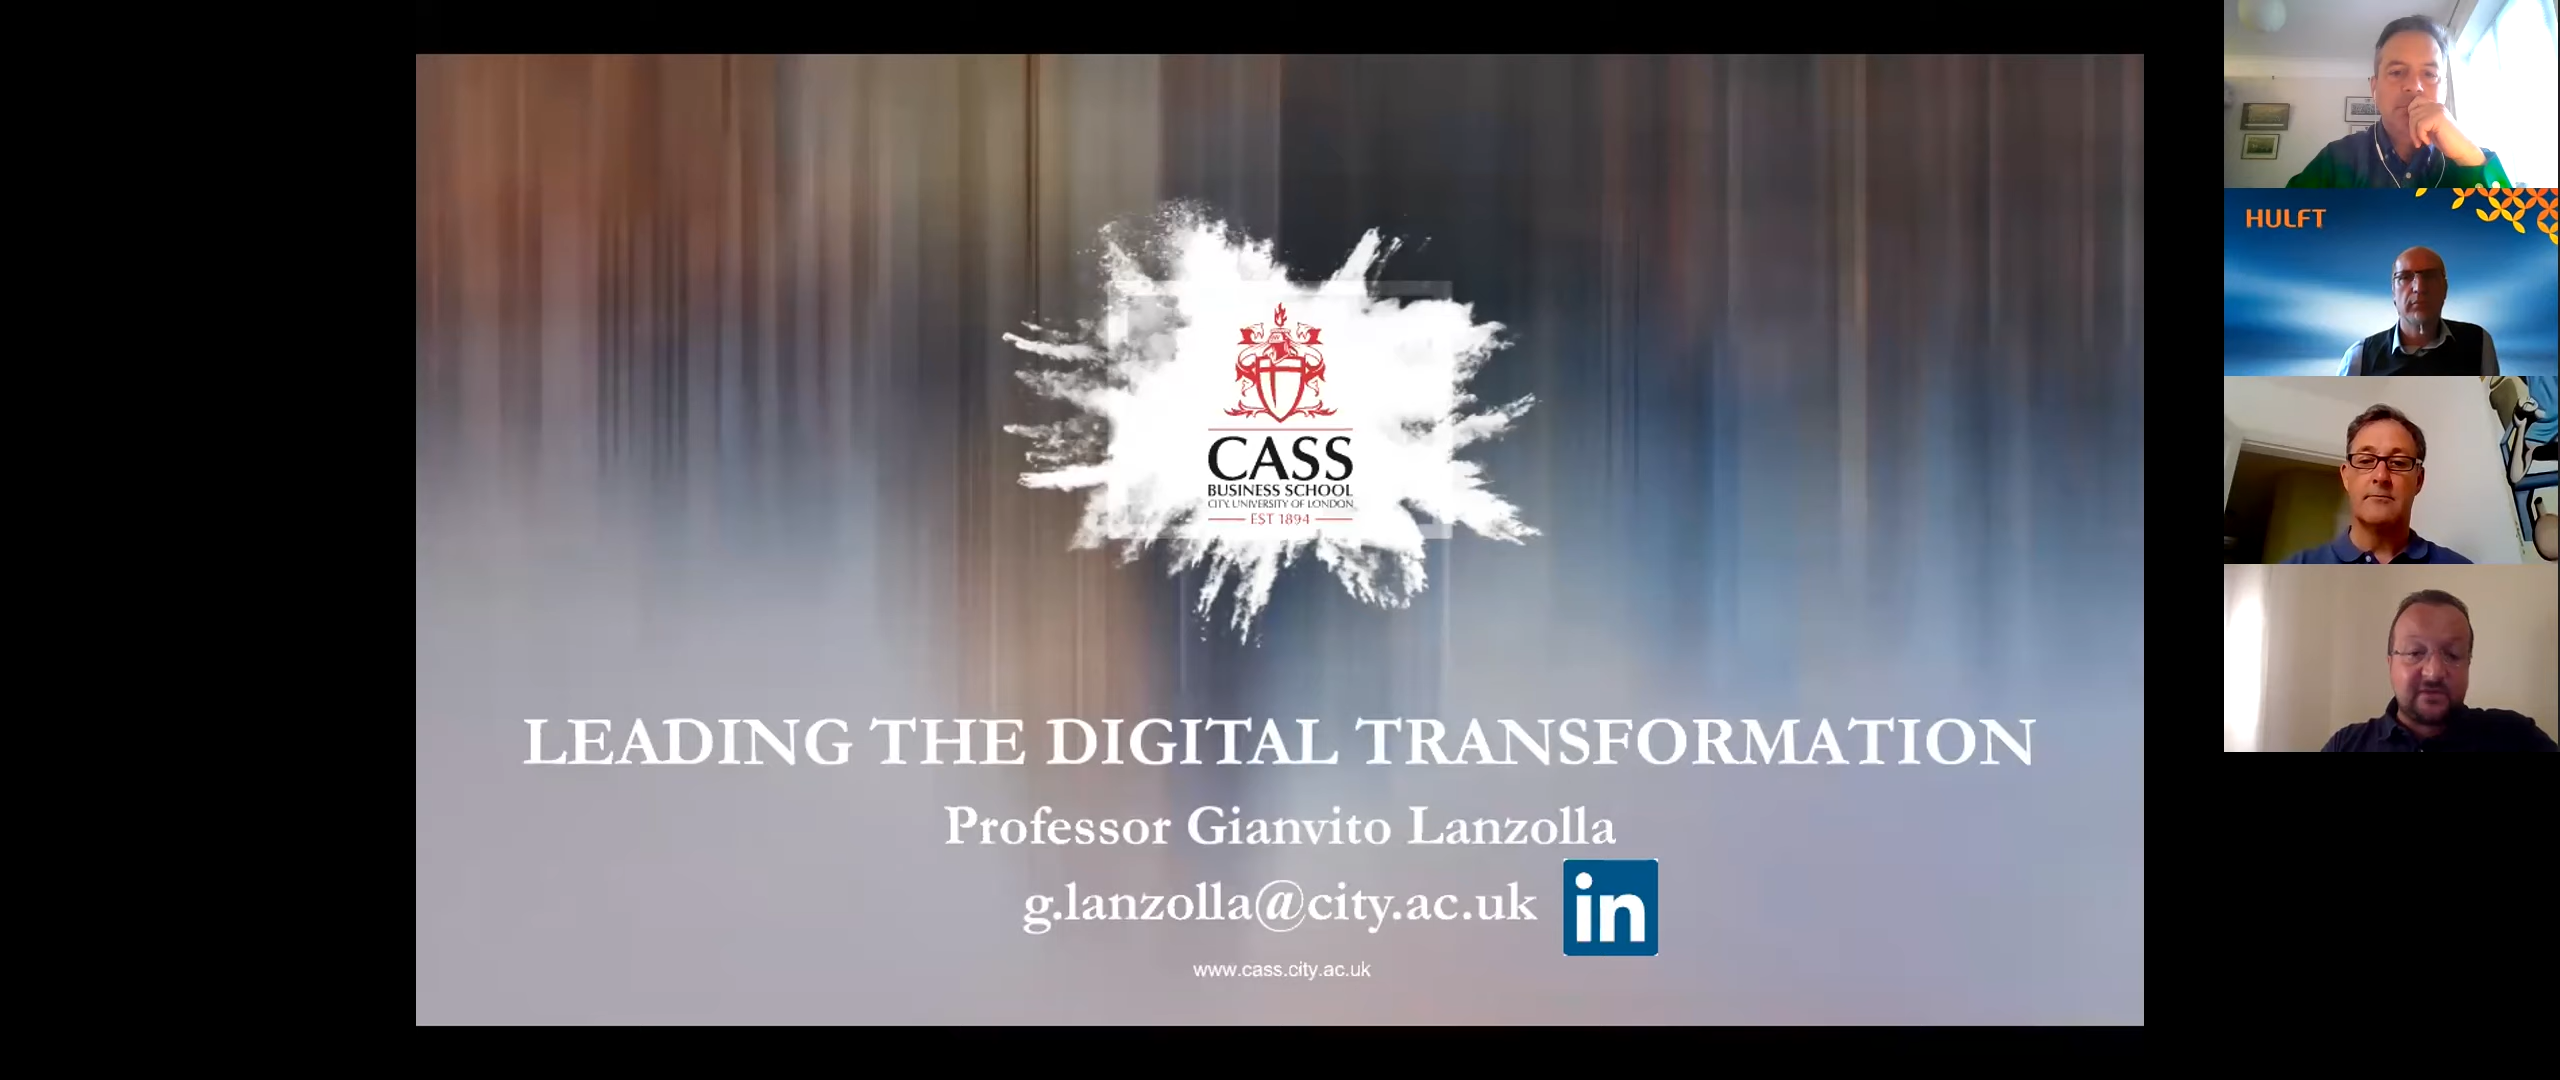 CASS
BUSINESS SCHOOL
CITY, UNIVERSITY OF LONDON
EST 1894
LEADING THE DIGITAL TRANSFORMATION
Professor Gianvito Lanzolla
g.lanzolla@city.ac.uk in
www.cass.city.ac.uk
HULFT